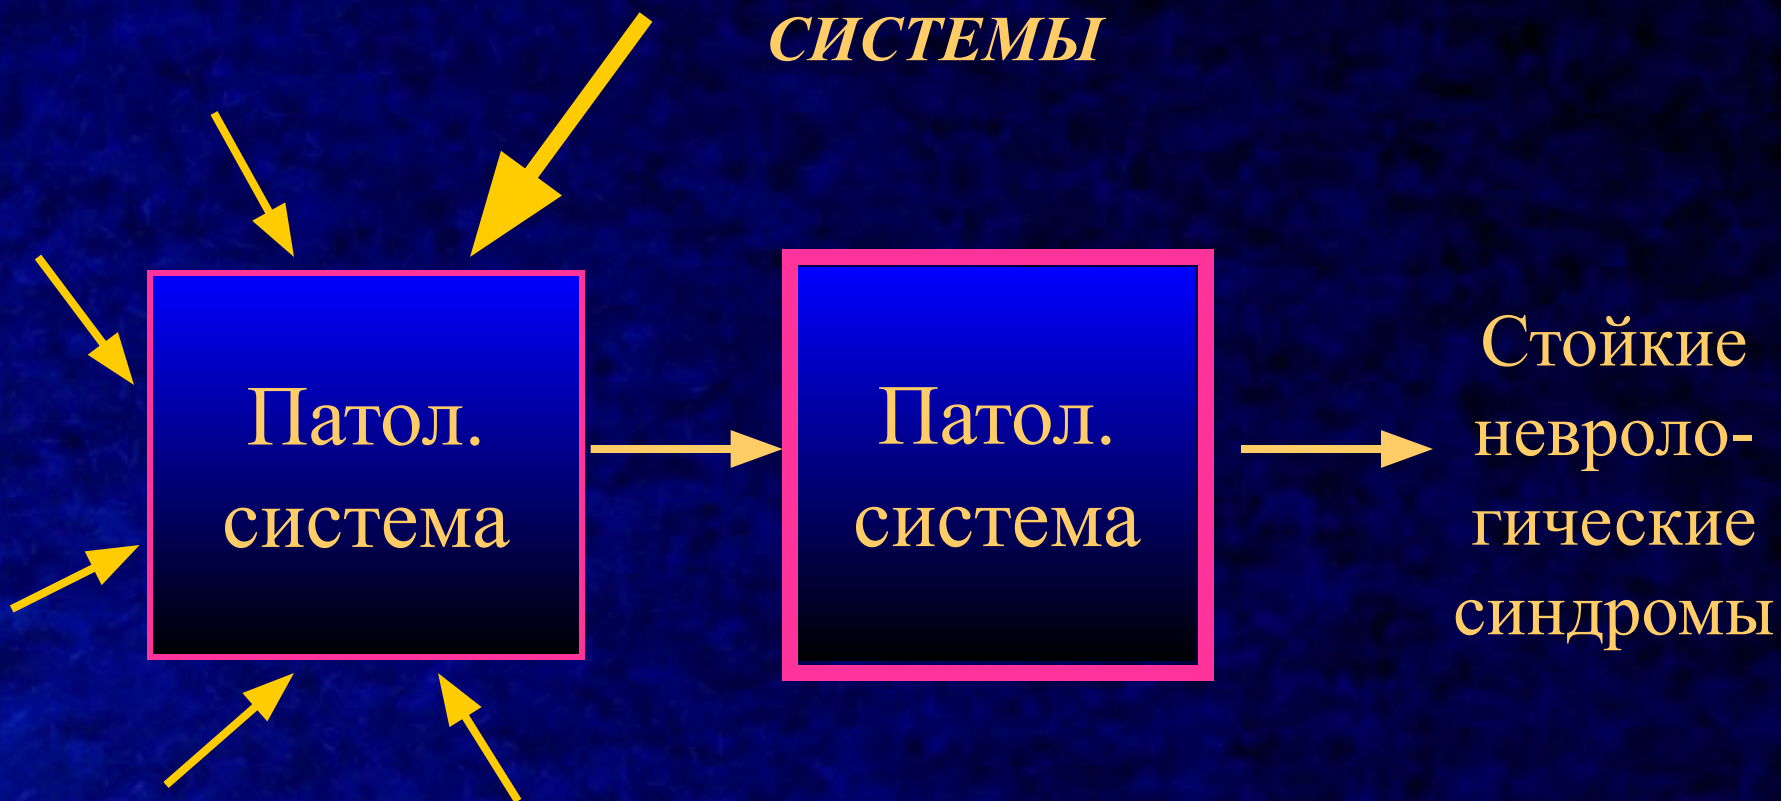 СИСТЕМЫ
Патол.
система
Патол.
система
Стойкие
невроло-
гические
синдромы